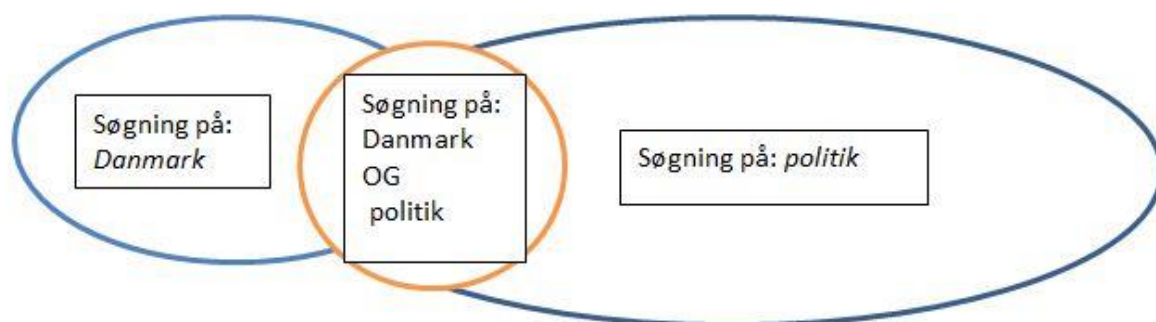 Søgning på:
Danmark
Søgning på:
Danmark
OG
politik
Søgning på: politik